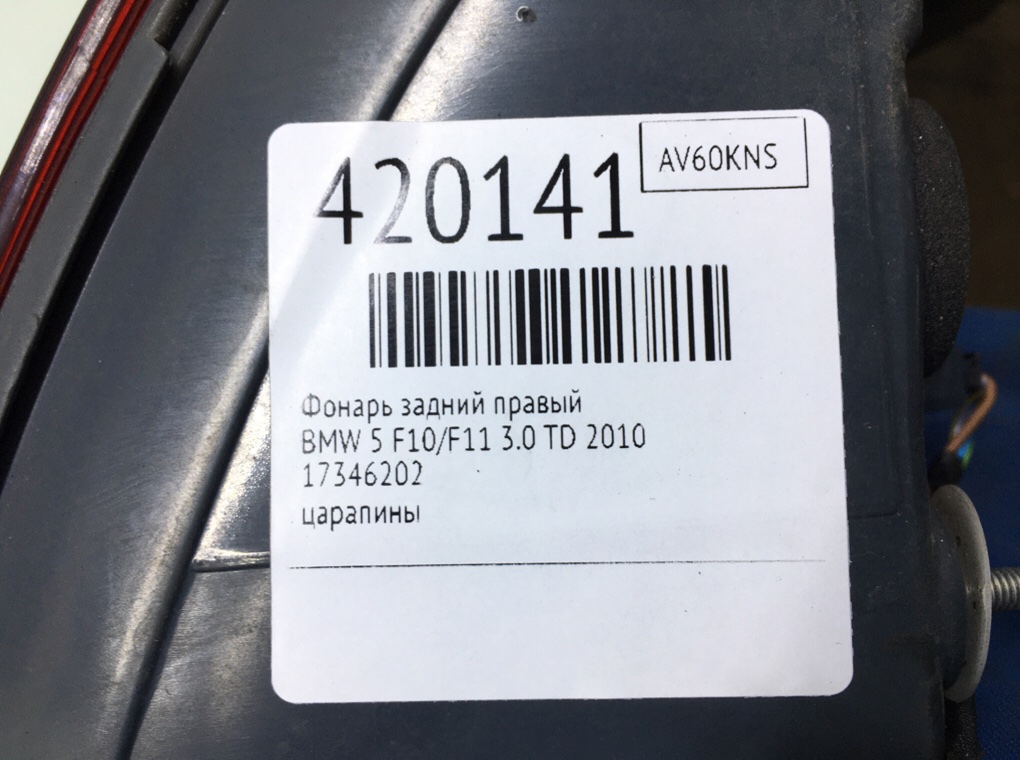 420141
AV60KNS
Фонарь задний правый
BMW 5 F10/F11 3.0 TD 2010
17346202
царапины